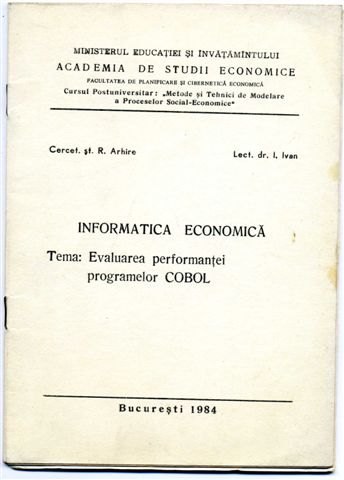 MINISTERUL EDUCAŢIEI ŞI INVĂŢĂMÎNTULUI
ACADEMIA DE STUDII ECONOMICE
FACULTATEA DE PLANIFICARE ŞI CIBERNETICĂ ECONOMICĂ
Cursul Postuniversitar: „Metode şi Tehnici de Modelare
a Proceselor Social-Economice"
Cercet. şt. R. Arhire
Lect. dr. I. Ivan
INFORMATICA ECONOMICĂ
Tema: Evaluarea performanţei
programelor COBOL
Bucureşti 1984